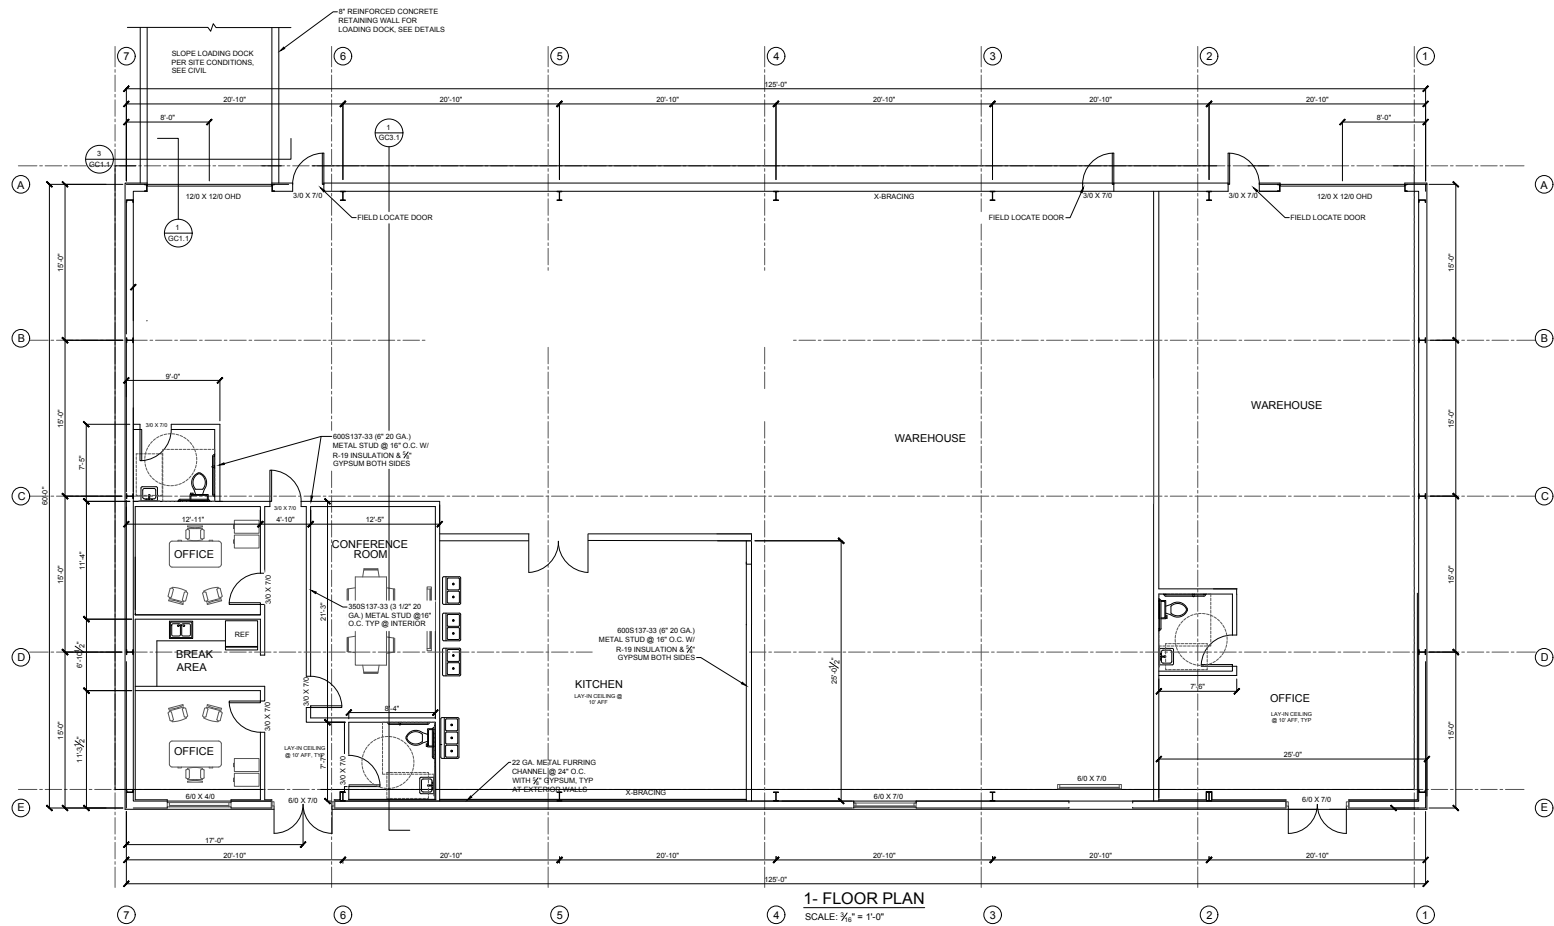 8" REINFORCED CONCRETE
RETAINING WALL FOR
LOADING DOCK, SEE DETAILS
SLOPE LOADING DOCK
PER SITE CONDITIONS,
SEE CIVIL
7
6
5
4
3
2
1
125'-0"
20'-10"
20'-10"
20'-10"
20'-10"
20'-10"
20'-10"
8'-0"
8'-0"
1
GC3.1
3
GC1.1
A
A
12/0 X 12/0 OHD
3/0 X 7/0
X-BRACING
3/0 X 7/0
3/0 X 7/0
12/0 X 12/0 OHD
FIELD LOCATE DOOR
FIELD LOCATE DOOR
FIELD LOCATE DOOR
1
GC1.1
15'-0"
15'-0"
B
B
9'-0"
WAREHOUSE
3/0 X 7/0
15'-0"
15'-0"
7'-5"
600S137-33 (6" 20 GA.)
METAL STUD @ 16" O.C. W/
R-19 INSULATION & 5/8"
GYPSUM BOTH SIDES
WAREHOUSE
60'-0"
C
C
3/0 X 7/0
12'-11"
4'-10"
12'-5"
CONFERENCE
ROOM
OFFICE
11'-4"
15'-0"
15'-0"
3/0 X 7/0
21'-3"
350S137-33 (3 1/2" 20
GA.) METAL STUD @16"
O.C. TYP @ INTERIOR
REF
BREAK
AREA
6'-10 1/2"
600S137-33 (6" 20 GA.)
METAL STUD @ 16" O.C. W/
R-19 INSULATION & 5/8"
GYPSUM BOTH SIDES
25'-0 1/2"
D
D
KITCHEN
LAY-IN CEILING @
10' AFF
7'-6"
OFFICE
LAY-IN CEILING
@ 10' AFF, TYP
3/0 X 7/0
3/0 X 7/0
8'-4"
15'-0"
15'-0"
11'-3 1/2"
OFFICE
LAY-IN CEILING
@ 10' AFF, TYP
7'-7"
3/0 X 7/0
22 GA. METAL FURRING
CHANNEL @ 24" O.C.
WITH 5/8" GYPSUM, TYP
AT EXTERIOR WALLS
25'-0"
6/0 X 7/0
6/0 X 4/0
6/0 X 7/0
X-BRACING
6/0 X 7/0
6/0 X 7/0
E
E
17'-0"
20'-10"
20'-10"
20'-10"
20'-10"
20'-10"
20'-10"
125'-0"
1- FLOOR PLAN
SCALE: 3/16" = 1'-0"
7
6
5
4
3
2
1